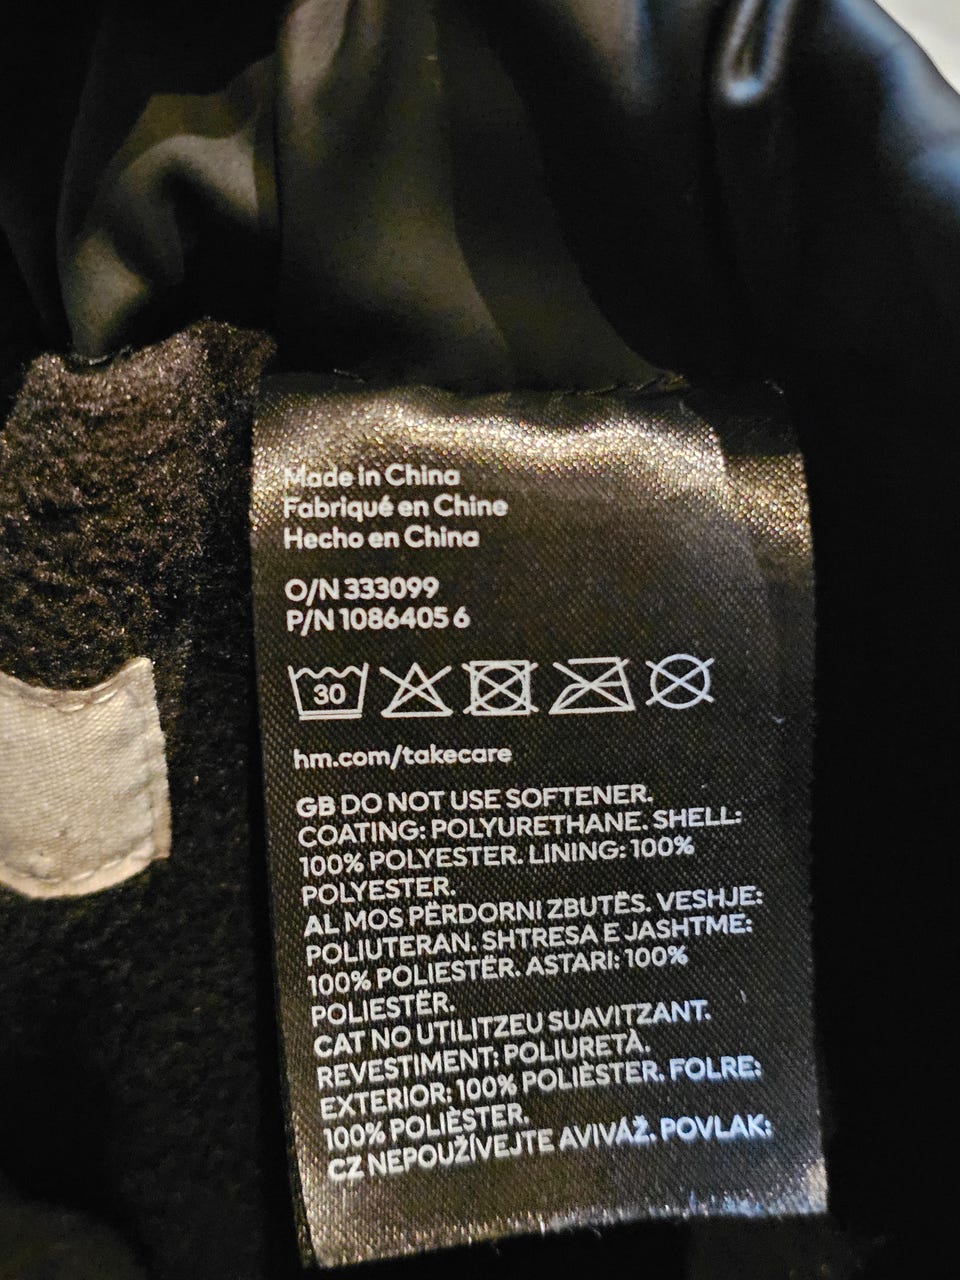 Made in China
Fabriqué en Chine
Hecho en China
O/N 333099
P/N 1086405 6
30
hm.com/takecare
GB DO NOT USE SOFTENER.
COATING: POLYURETHANE. SHELL:
100% POLYESTER. LINING: 100%
POLYESTER.
AL MOS PËRDORNI ZBUTËS. VESHJE:
POLIUTERAN. SHTRESA E JASHTME:
100% POLIESTËR. ASTARI: 100%
POLIESTËR.
CAT NO UTILITZEU SUAVITZANT.
REVESTIMENT: POLIURETÀ.
EXTERIOR: 100% POLIÈSTER. FOLRE:
100% POLIÈSTER.
CZ NEPOUŽÍVEJTE AVIVÁŽ. POVLAK: